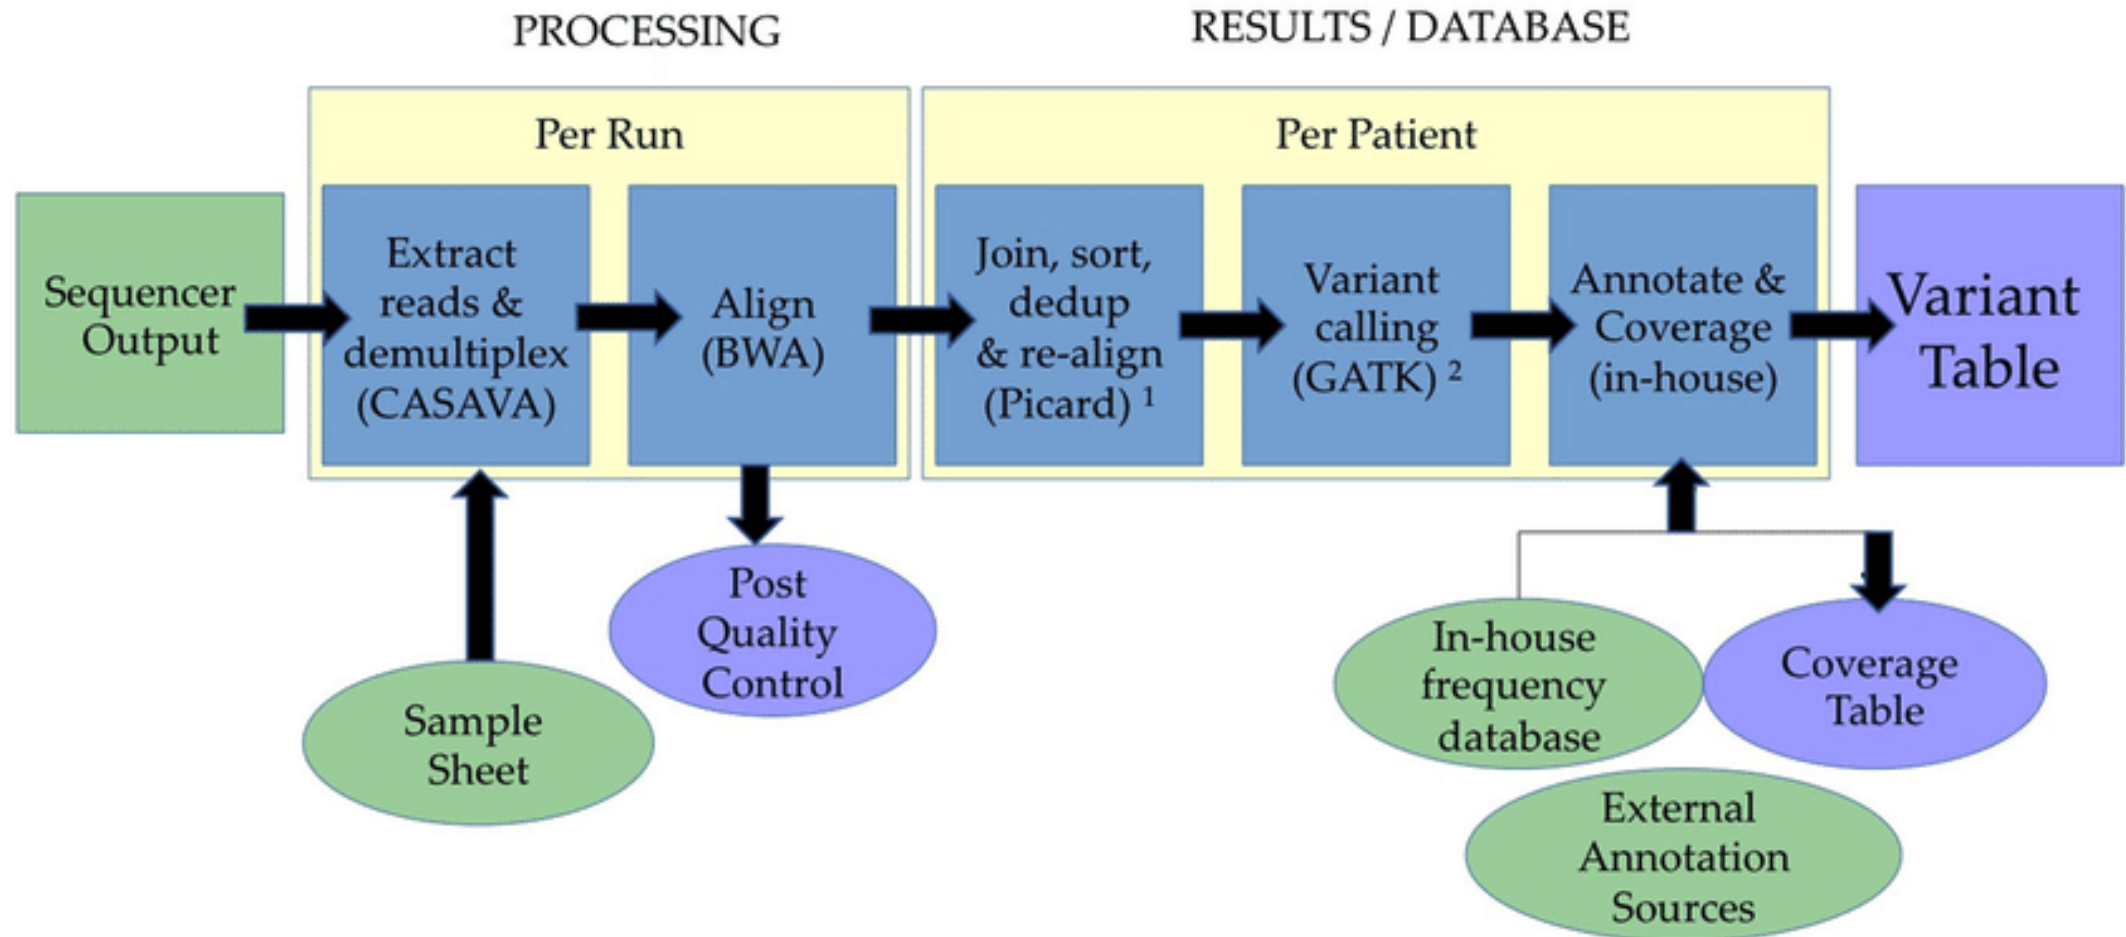 PROCESSING
RESULTS / DATABASE
Per Run
Per Patient
Sequencer
Output
Extract
reads &
demultiplex
(CASAVA)
Align
(BWA)
Join, sort,
dedup
& re-align
(Picard) 1
Variant
calling
(GATK) 2
Annotate &
Coverage
(in-house)
Variant
Table
Sample
Sheet
Post
Quality
Control
In-house
frequency
database
Coverage
Table
External
Annotation
Sources